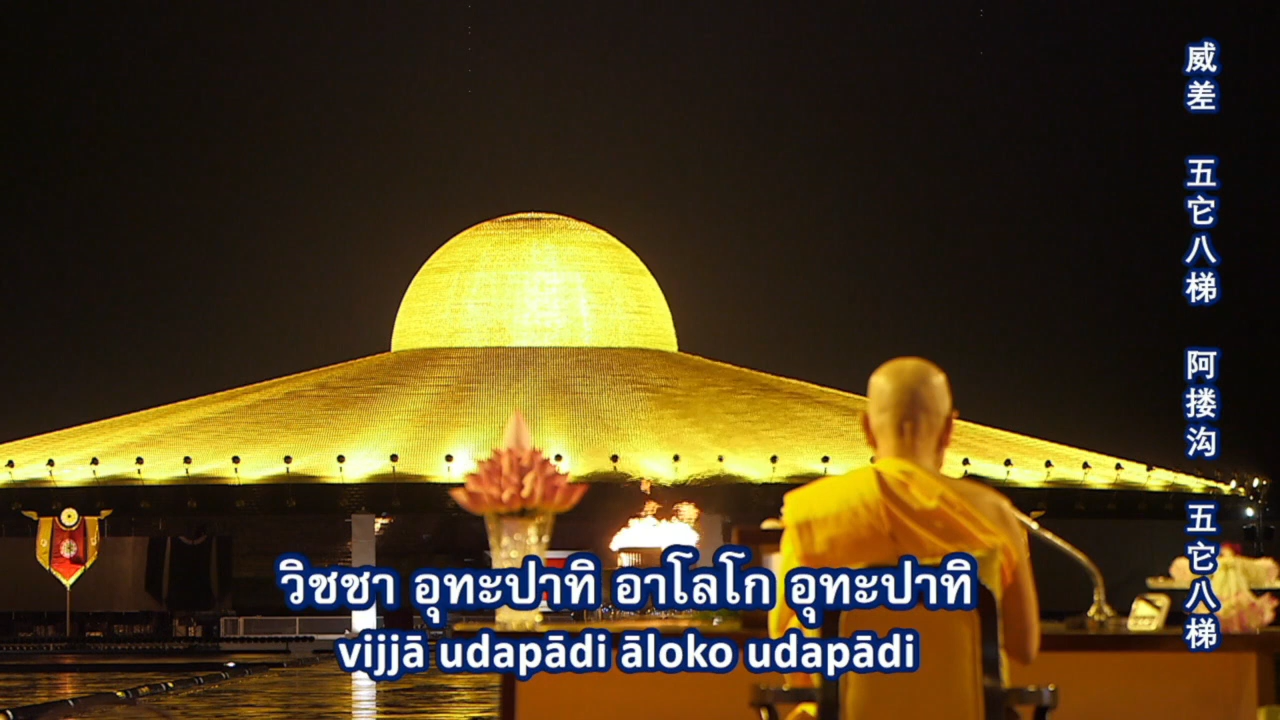 วิชชา อุทะปาทิ อาโลโก อุทะปาทิ
vijjā udapādi āloko udapādi
威差 五它八梯 阿搂沟 五它八梯